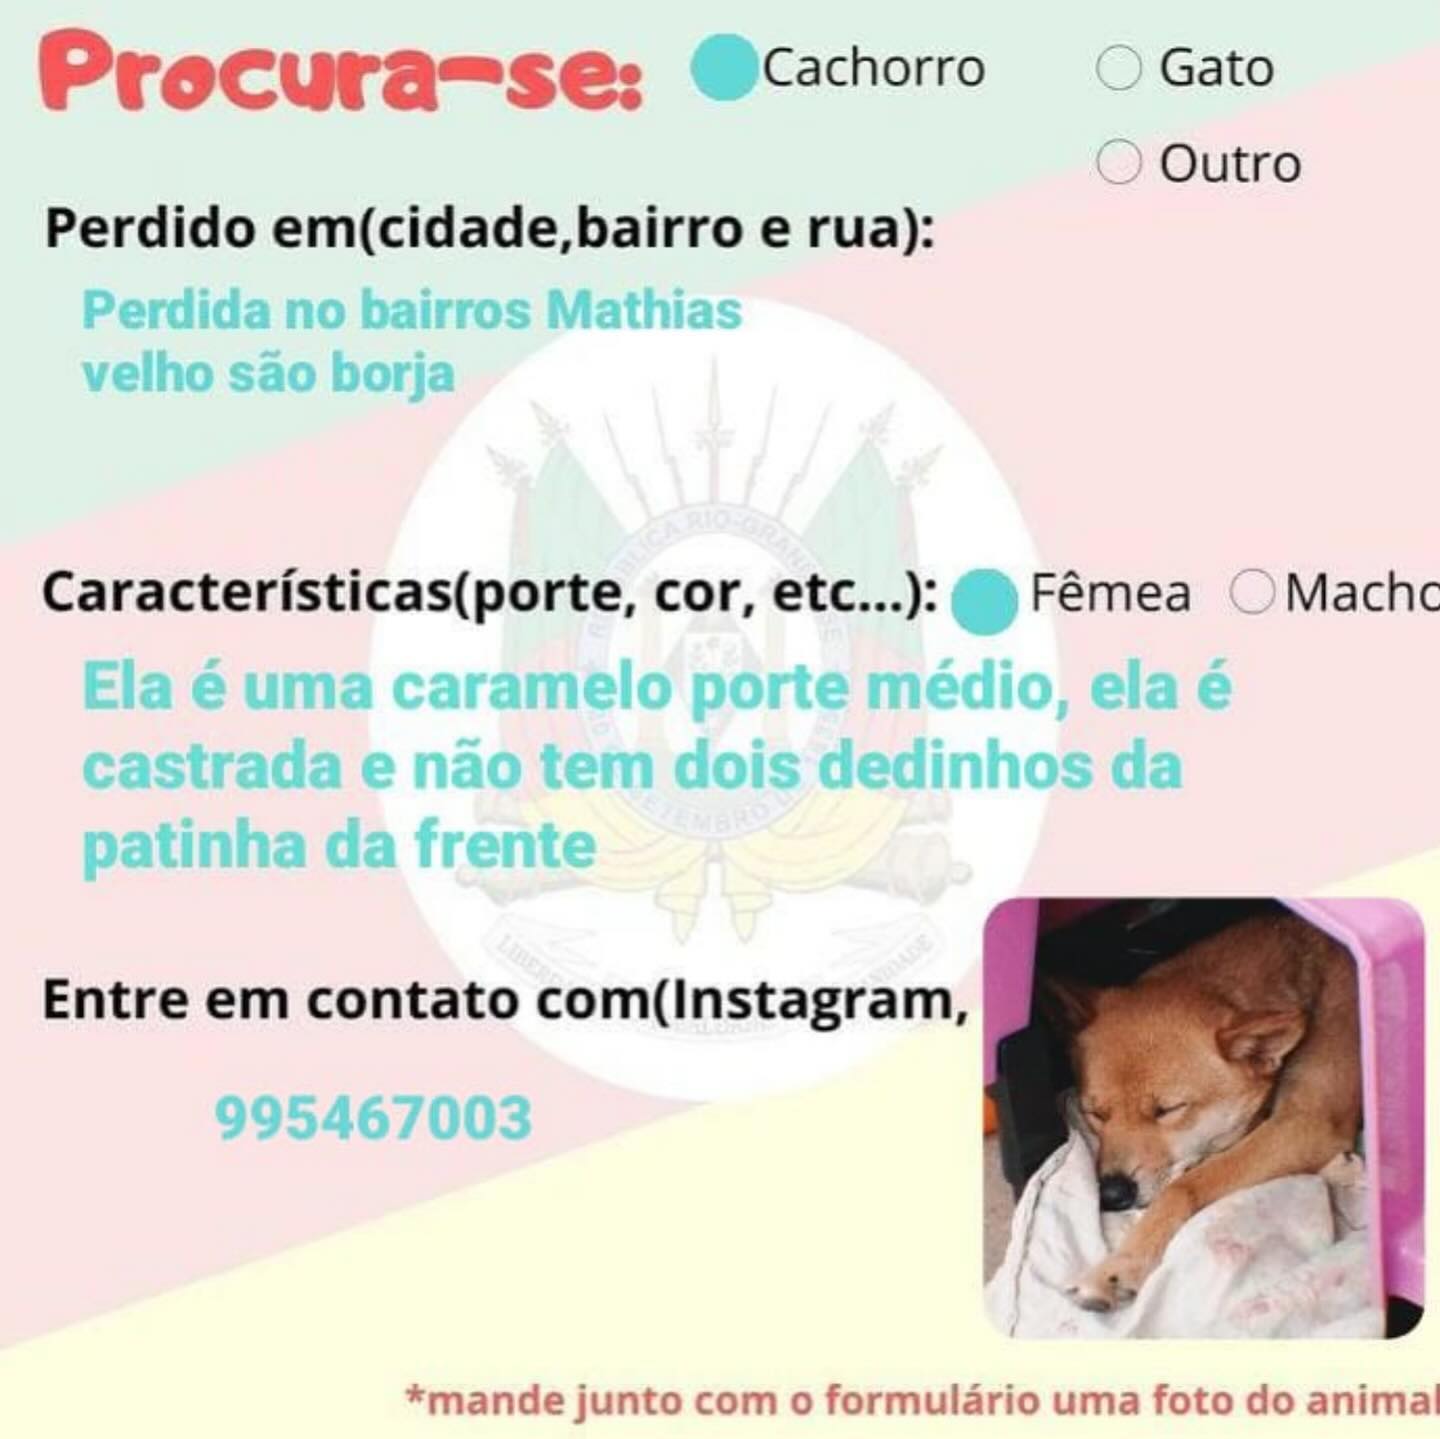 Procura-se: Cachorro Gato
Outro
Perdido em(cidade,bairro e rua):
Perdida no bairros Mathias
velho são borja
Características(porte, cor, etc...): Fêmea Macho
Ela é uma caramelo porte médio, ela é
castrada e não tem dois dedinhos da
patinha da frente
Entre em contato com(Instagram,
995467003
*mande junto com o formulário uma foto do animal